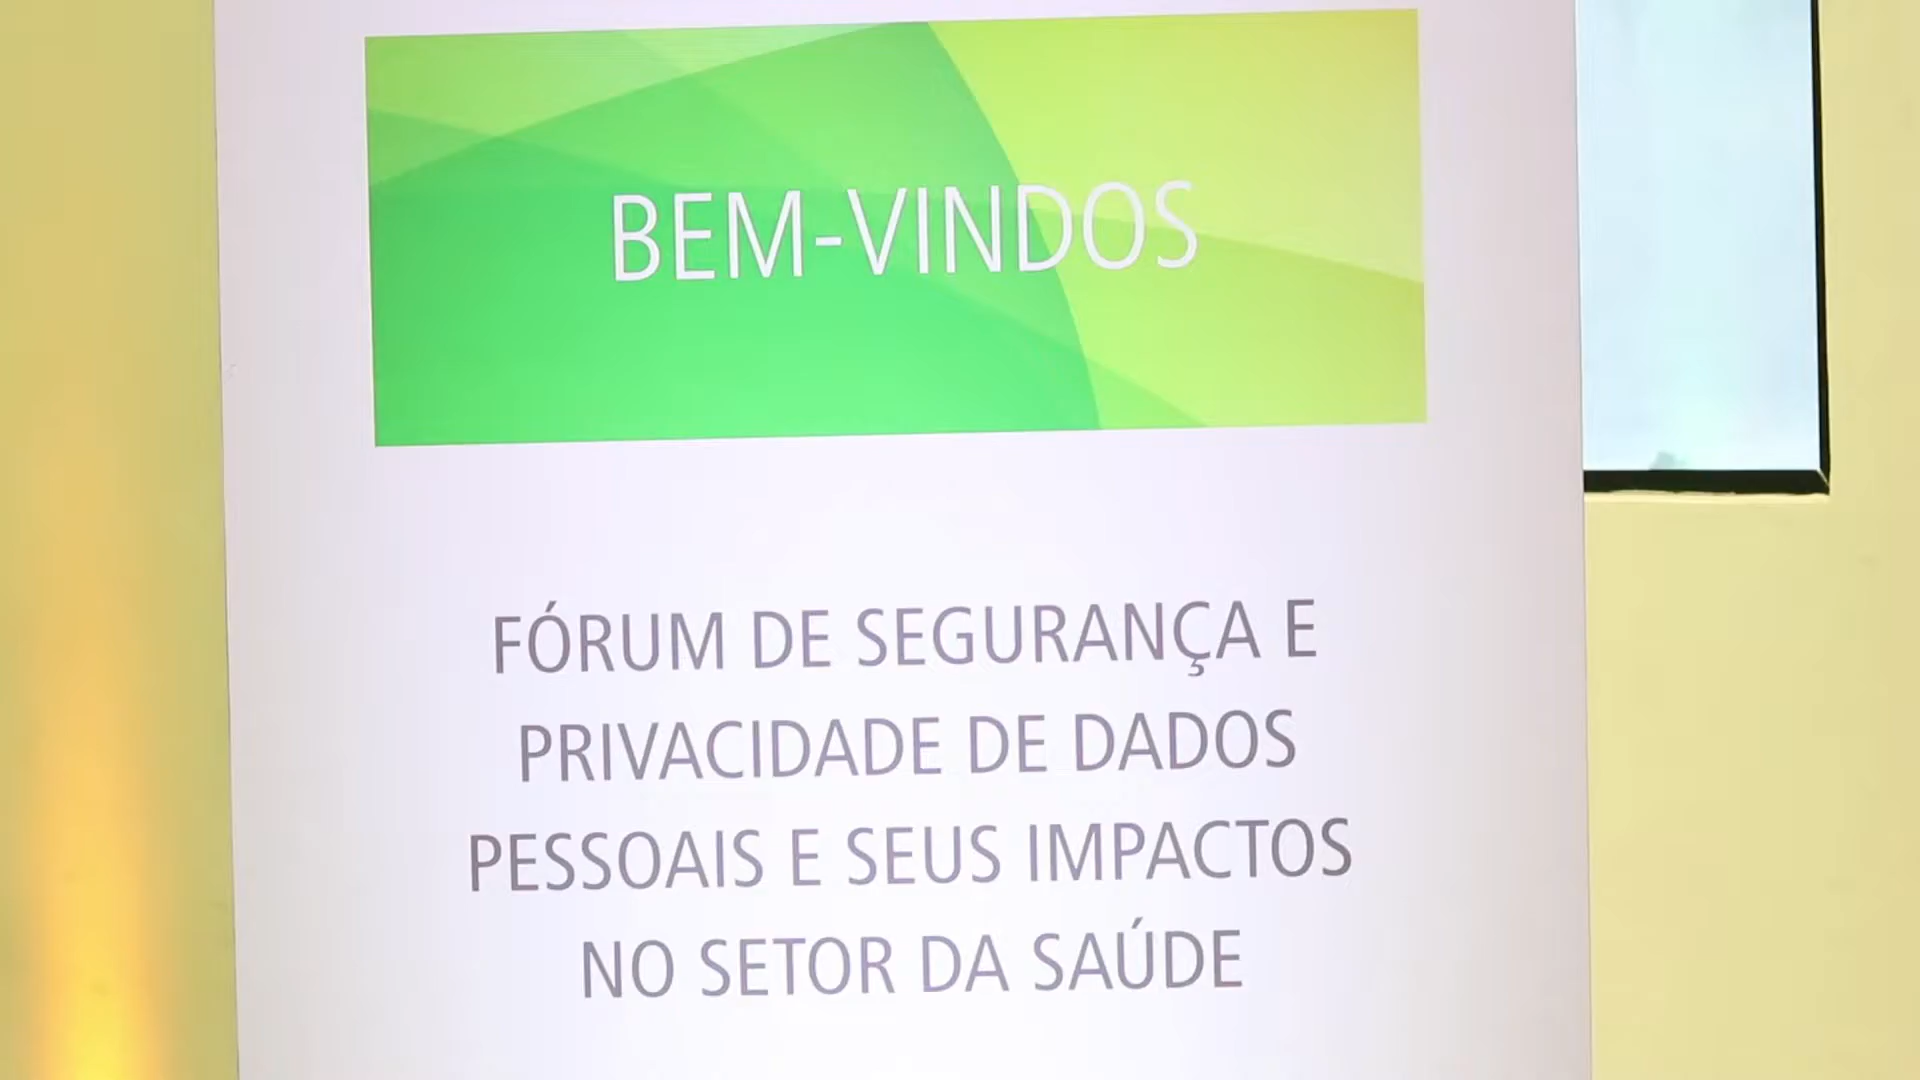 BEM-VINDOS
FÓRUM DE SEGURANÇA E
PRIVACIDADE DE DADOS
PESSOAIS E SEUS IMPACTOS
NO SETOR DA SAÚDE